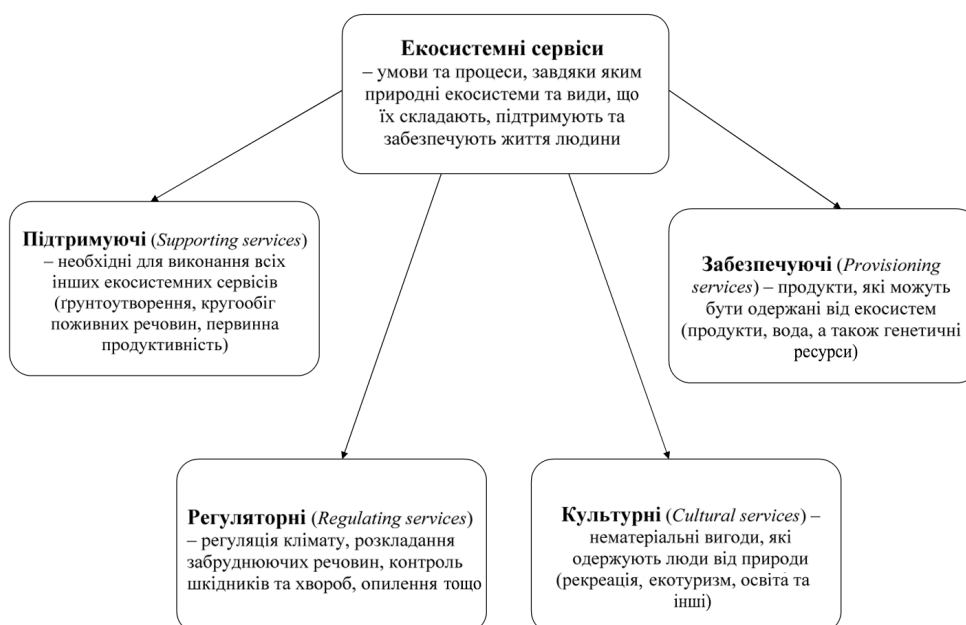 Екосистемні сервіси
– умови та процеси, завдяки яким
природні екосистеми та види, що
їх складають, підтримують та
забезпечують життя людини
Підтримуючі (Supporting services)
– необхідні для виконання всіх
інших екосистемних сервісів
(ґрунтоутворення, кругообіг
поживних речовин, первинна
продуктивність)
Забезпечуючі (Provisioning
services) – продукти, які можуть
бути одержані від екосистем
(продукти, вода, а також генетичні
ресурси)
Регуляторні (Regulating services)
– регуляція клімату, розкладання
забруднюючих речовин, контроль
шкідників та хвороб, опилення тощо
Культурні (Cultural services) –
нематеріальні вигоди, які
одержують люди від природи
(рекреація, екотуризм, освіта та
інші)